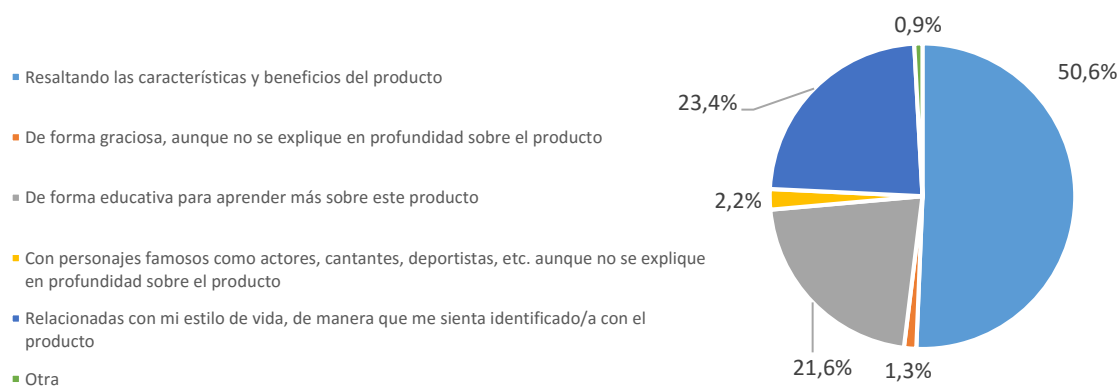 Resaltando las características y beneficios del producto
De forma graciosa, aunque no se explique en profundidad sobre el producto
De forma educativa para aprender más sobre este producto
Con personajes famosos como actores, cantantes, deportistas, etc. aunque no se explique
en profundidad sobre el producto
Relacionadas con mi estilo de vida, de manera que me sienta identificado/a con el
producto
Otra
0,9%
50,6%
23,4%
2,2%
21,6%
1,3%